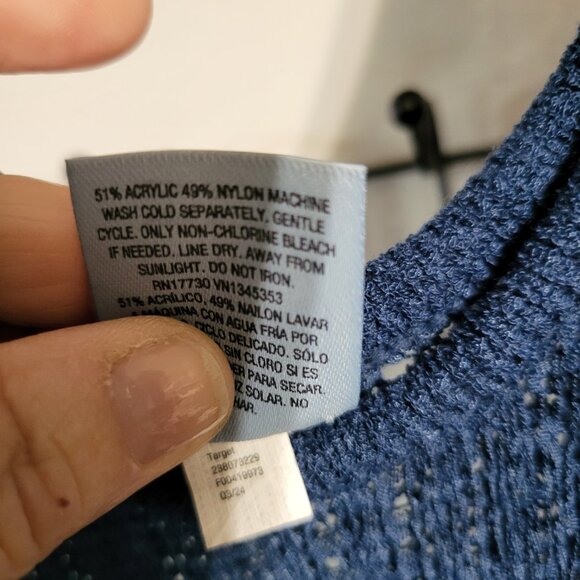 51% ACRYLIC 49% NYLON MACHINE
WASH COLD SEPARATELY. GENTLE
CYCLE. ONLY NON-CHLORINE BLEACH
IF NEEDED. LINE DRY. AWAY FROM
SUNLIGHT. DO NOT IRON.
RN17730 VN1345353
51% ACRÍLICO, 49% NAILON LAVAR
A MÁQUINA CON AGUA FRÍA POR
CICLO DELICADO. SÓLO
SIN CLORO SI ES
PARA SECAR.
SOLAR. NO
Target
238073229
F00419973
03/24